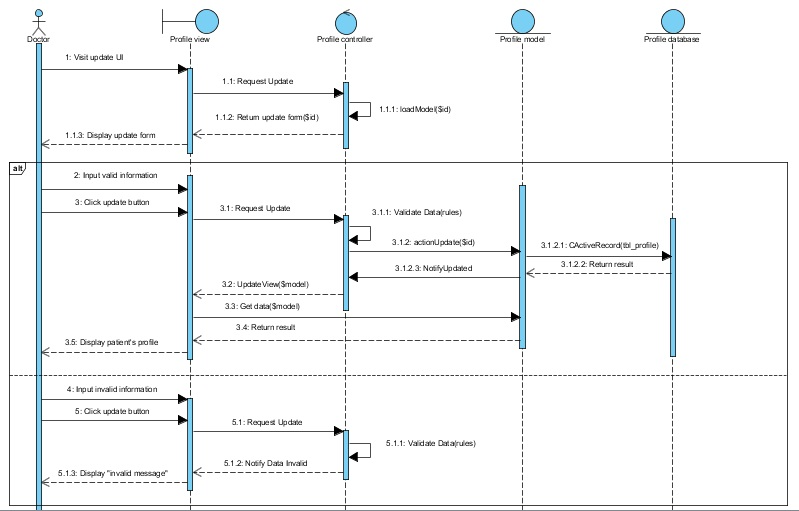 Doctor
Profile view
Profile controller
Profile model
Profile database
1: Visit update UI
1.1: Request Update
1.1.1: loadModel($id)
1.1.2: Return update form($id)
1.1.3: Display update form
alt
2: Input valid information
3: Click update button
3.1: Request Update
3.1.1: Validate Data(rules)
3.1.2: actionUpdate($id)
3.1.2.1: CActiveRecord(tbl_profile)
3.1.2.2: Return result
3.1.2.3: NotifyUpdated
3.2: UpdateView($model)
3.3: Get data($model)
3.4: Return result
3.5: Display patient's profile
4: Input invalid information
5: Click update button
5.1: Request Update
5.1.1: Validate Data(rules)
5.1.2: Notify Data Invalid
5.1.3: Display "invalid message"